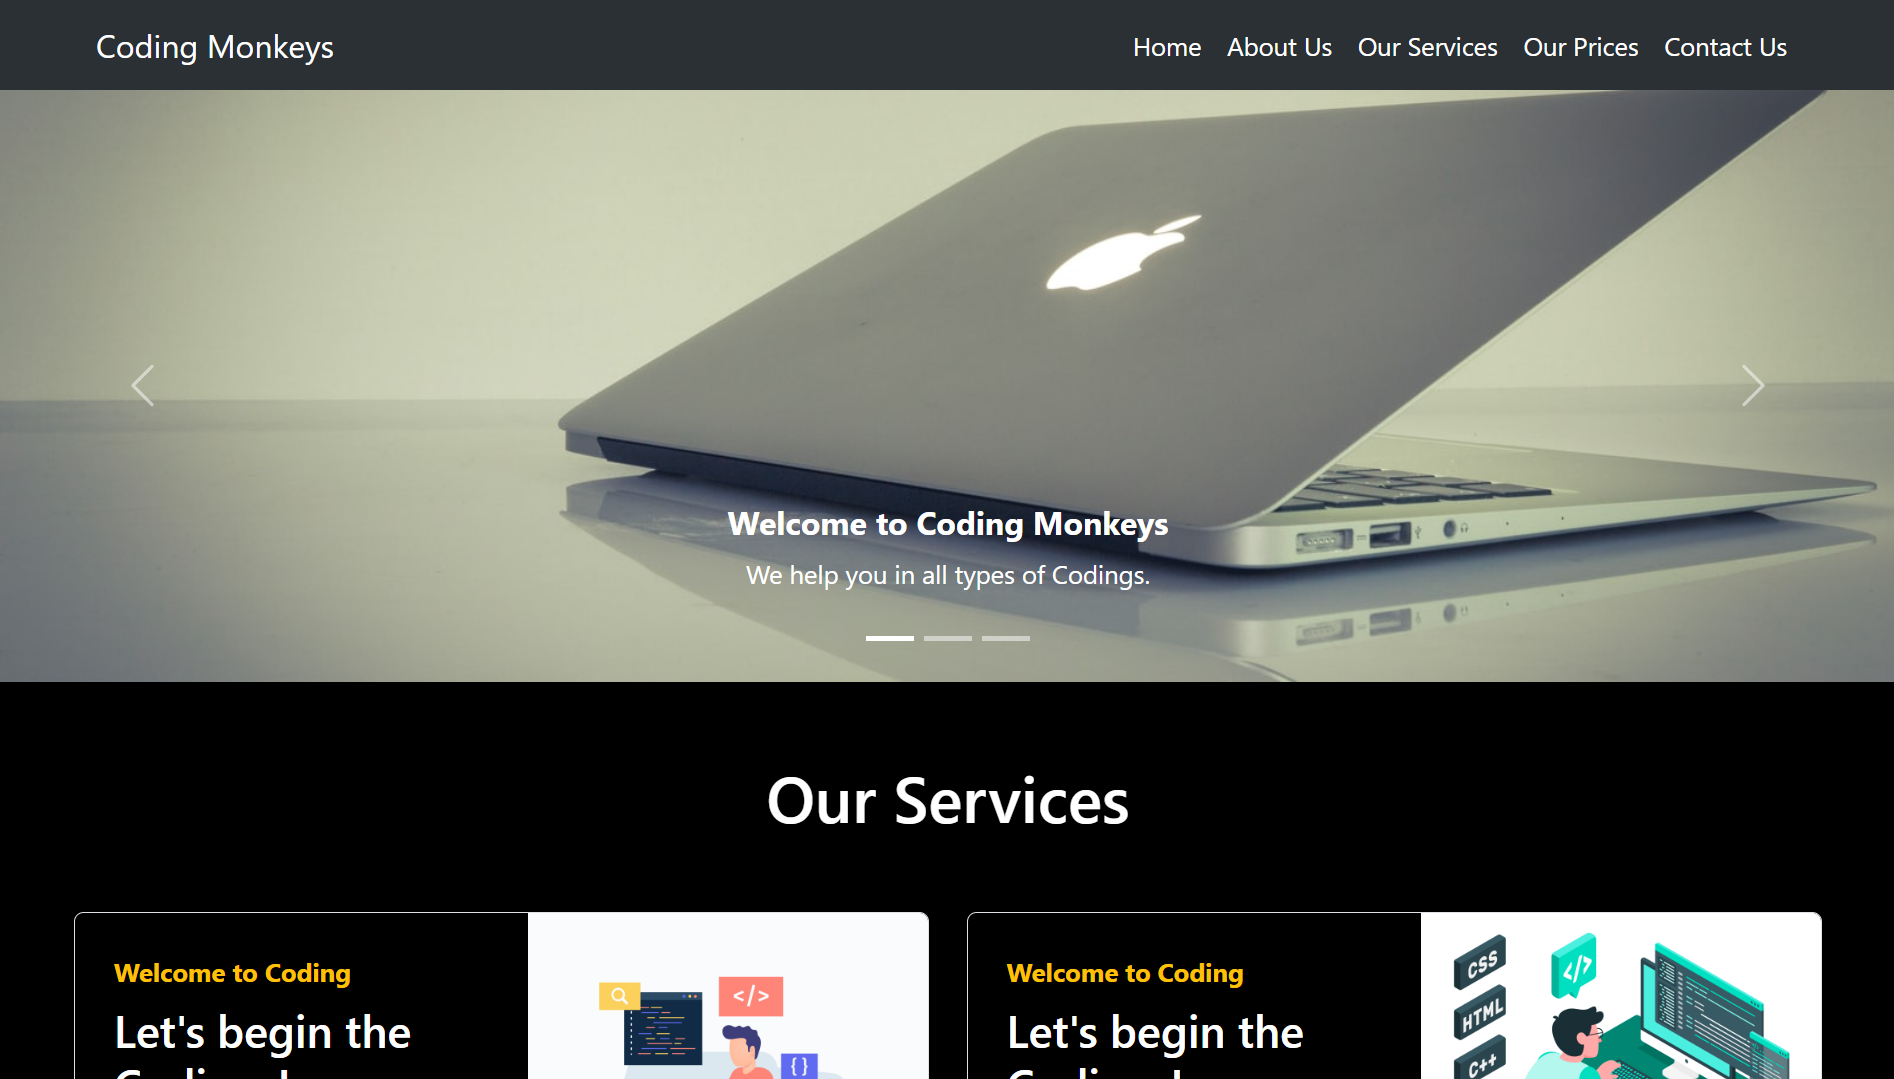 Coding Monkeys
Home About Us Our Services Our Prices Contact Us
Welcome to Coding Monkeys
We help you in all types of Codings.
Our Services
Welcome to Coding
Let's begin the
</>
{ }
Welcome to Coding
Let's begin the
CSS
</>
HTML
C++